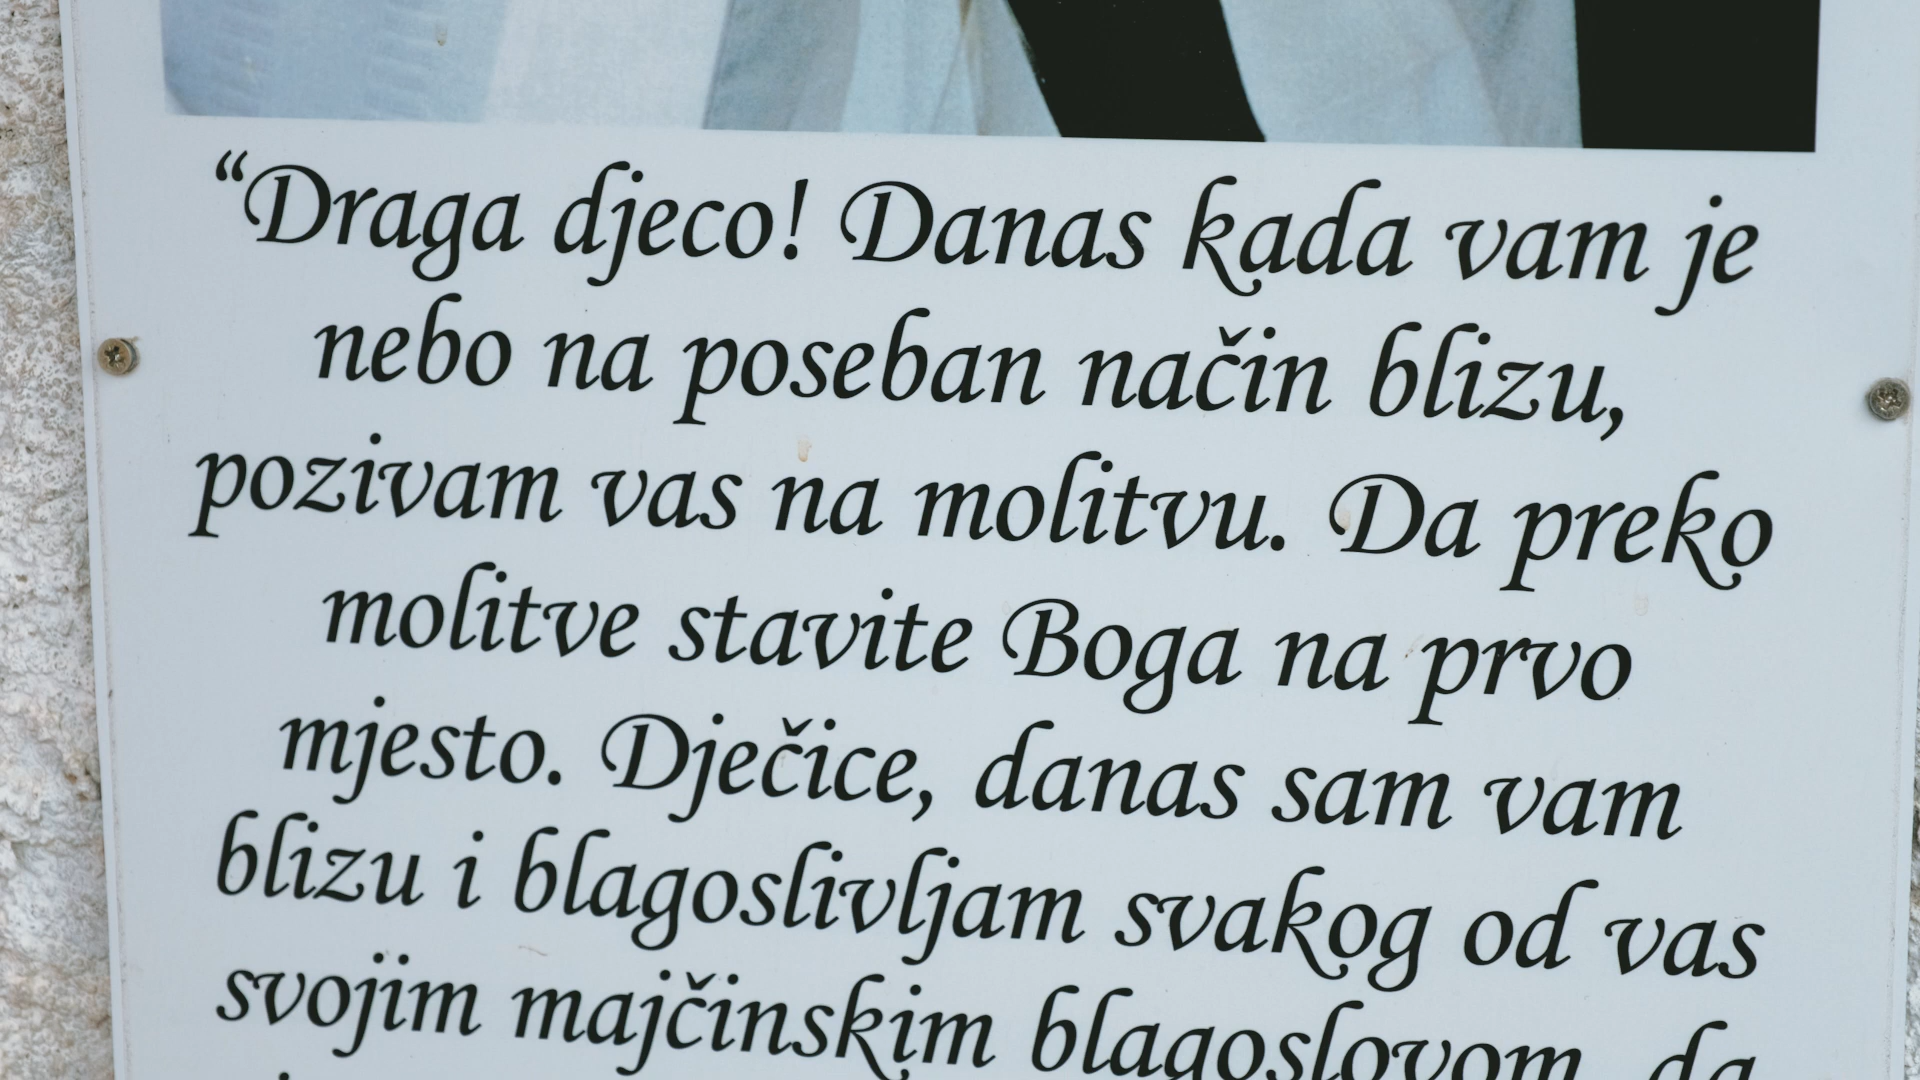 “Draga djeco! Danas kada vam je
nebo na poseban način blizu,
pozivam vas na molitvu. Da preko
molitve stavite Boga na prvo
mjesto. Dječice, danas sam vam
blizu i blagoslivljam svakog od vas
svojim majčinskim blagoslovom, da